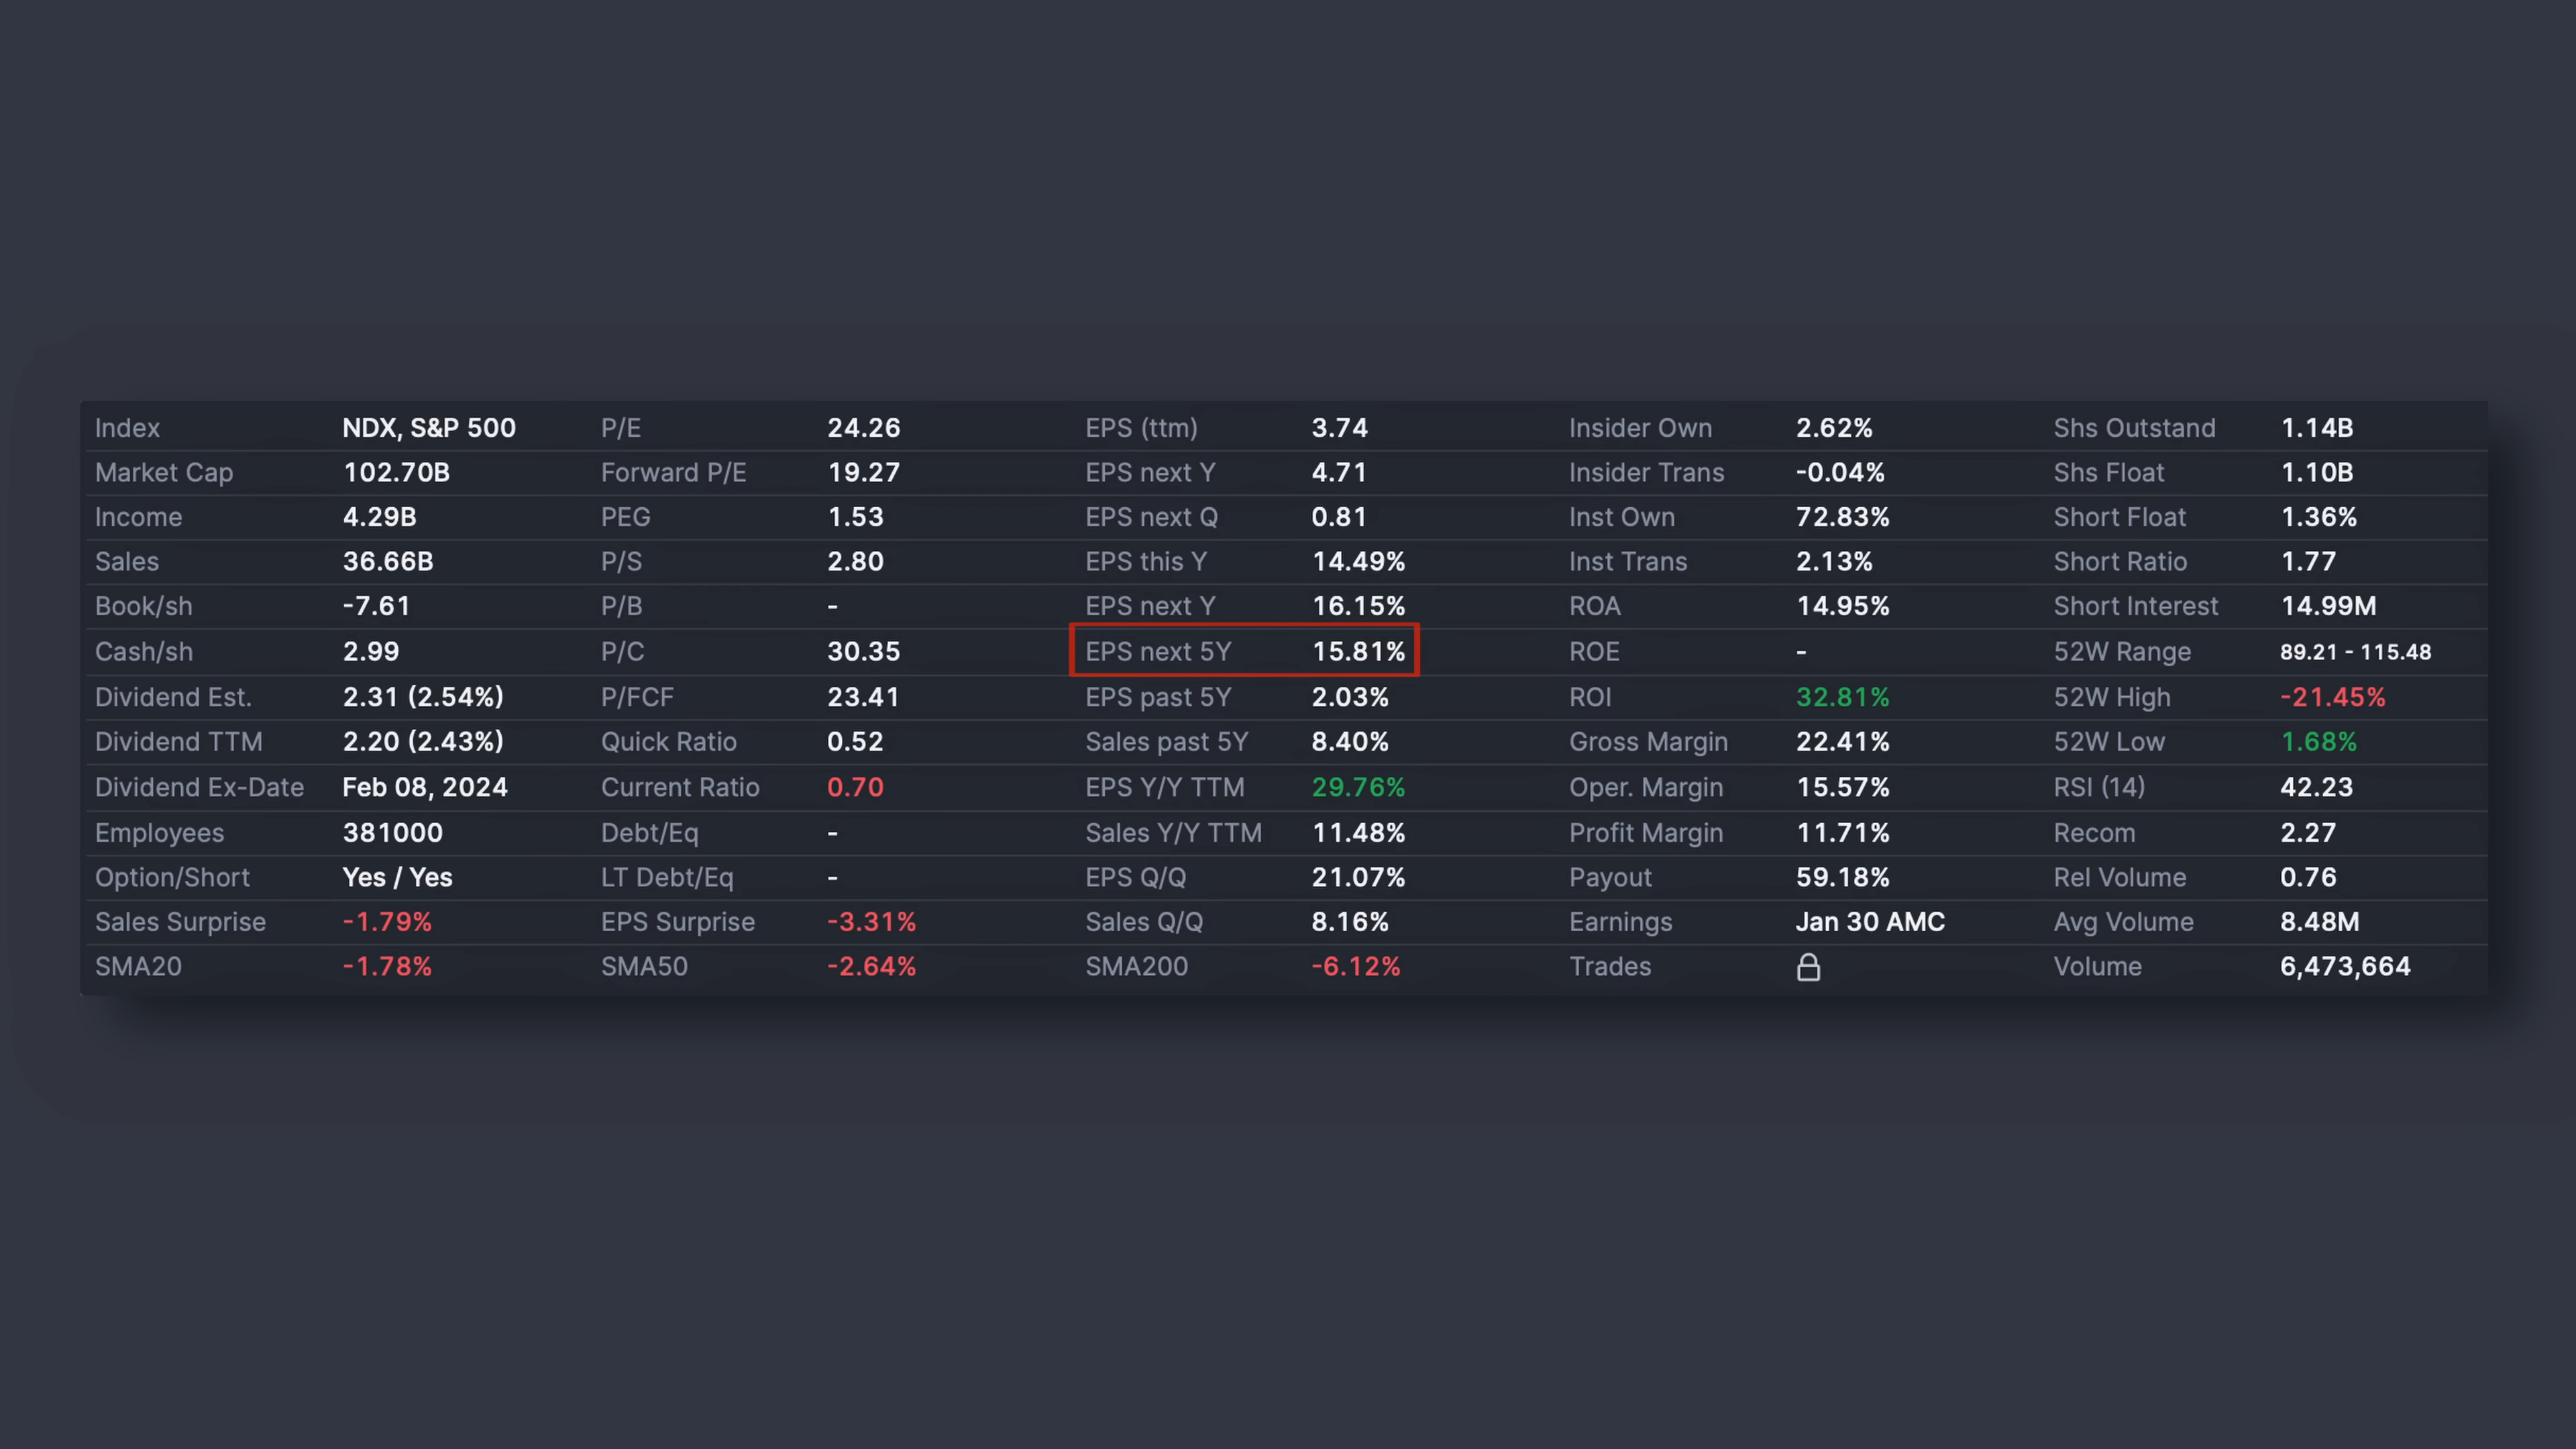 Index NDX, S&P 500 P/E 24.26 EPS (ttm) 3.74 Insider Own 2.62% Shs Outstand 1.14B
Market Cap 102.70B Forward P/E 19.27 EPS next Y 4.71 Insider Trans -0.04% Shs Float 1.10B
Income 4.29B PEG 1.53 EPS next Q 0.81 Inst Own 72.83% Short Float 1.36%
Sales 36.66B P/S 2.80 EPS this Y 14.49% Inst Trans 2.13% Short Ratio 1.77
Book/sh -7.61 P/B - EPS next Y 16.15% ROA 14.95% Short Interest 14.99M
Cash/sh 2.99 P/C 30.35 EPS next 5Y 15.81% ROE - 52W Range 89.21 - 115.48
Dividend Est. 2.31 (2.54%) P/FCF 23.41 EPS past 5Y 2.03% ROI 32.81% 52W High -21.45%
Dividend TTM 2.20 (2.43%) Quick Ratio 0.52 Sales past 5Y 8.40% Gross Margin 22.41% 52W Low 1.68%
Dividend Ex-Date Feb 08, 2024 Current Ratio 0.70 EPS Y/Y TTM 29.76% Oper. Margin 15.57% RSI (14) 42.23
Employees 381000 Debt/Eq - Sales Y/Y TTM 11.48% Profit Margin 11.71% Recom 2.27
Option/Short Yes / Yes LT Debt/Eq - EPS Q/Q 21.07% Payout 59.18% Rel Volume 0.76
Sales Surprise -1.79% EPS Surprise -3.31% Sales Q/Q 8.16% Earnings Jan 30 AMC Avg Volume 8.48M
SMA20 -1.78% SMA50 -2.64% SMA200 -6.12% Trades Volume 6,473,664